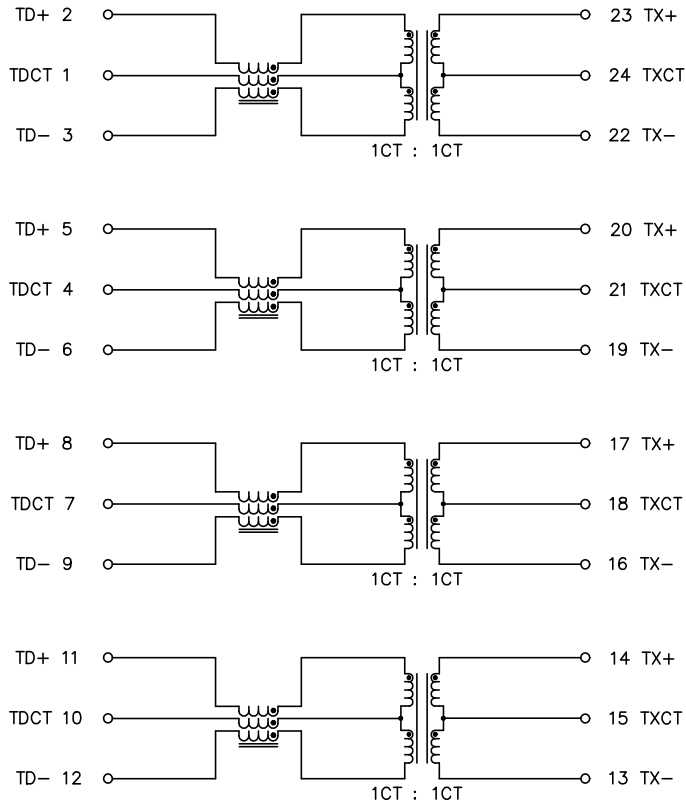 TD+ 2 23 TX+
TDCT 1 24 TXCT
TD− 3 22 TX−
1CT : 1CT
TD+ 5 20 TX+
TDCT 4 21 TXCT
TD− 6 19 TX−
1CT : 1CT
TD+ 8 17 TX+
TDCT 7 18 TXCT
TD− 9 16 TX−
1CT : 1CT
TD+ 11 14 TX+
TDCT 10 15 TXCT
TD− 12 13 TX−
1CT : 1CT